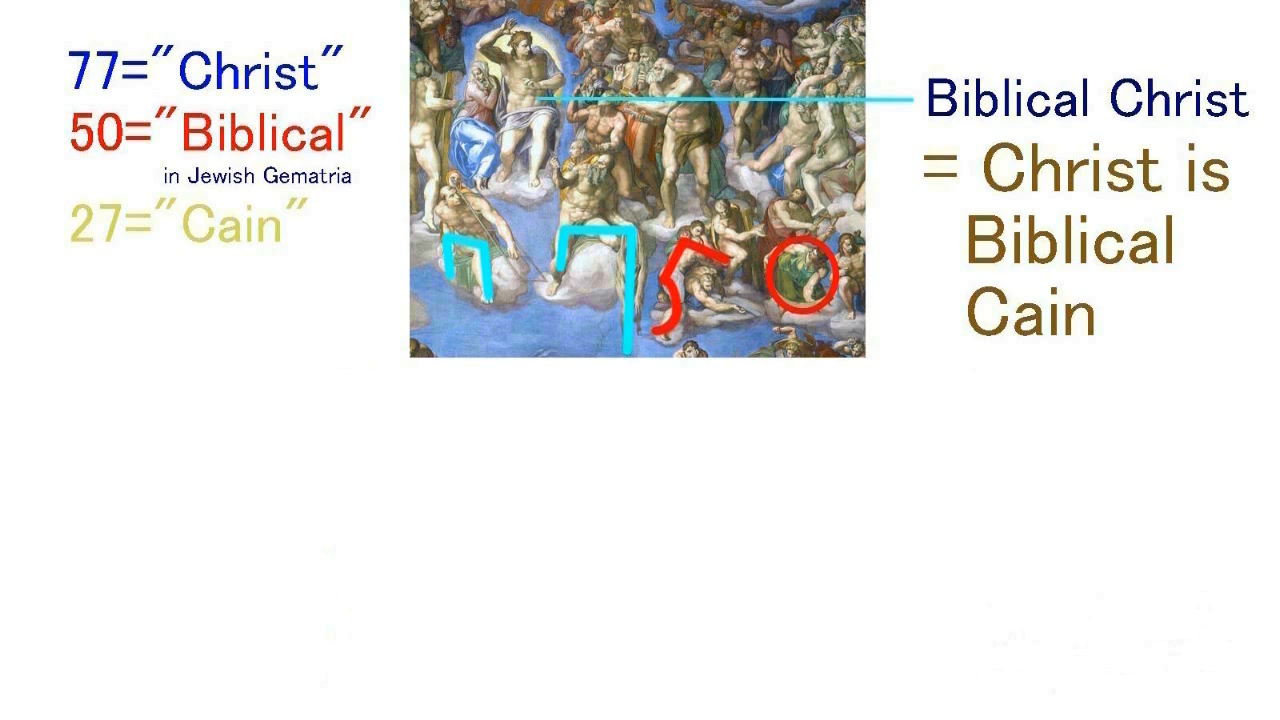 77="Christ"
50="Biblical"
in Jewish Gematria
27="Cain"
Biblical Christ
= Christ is
Biblical
Cain